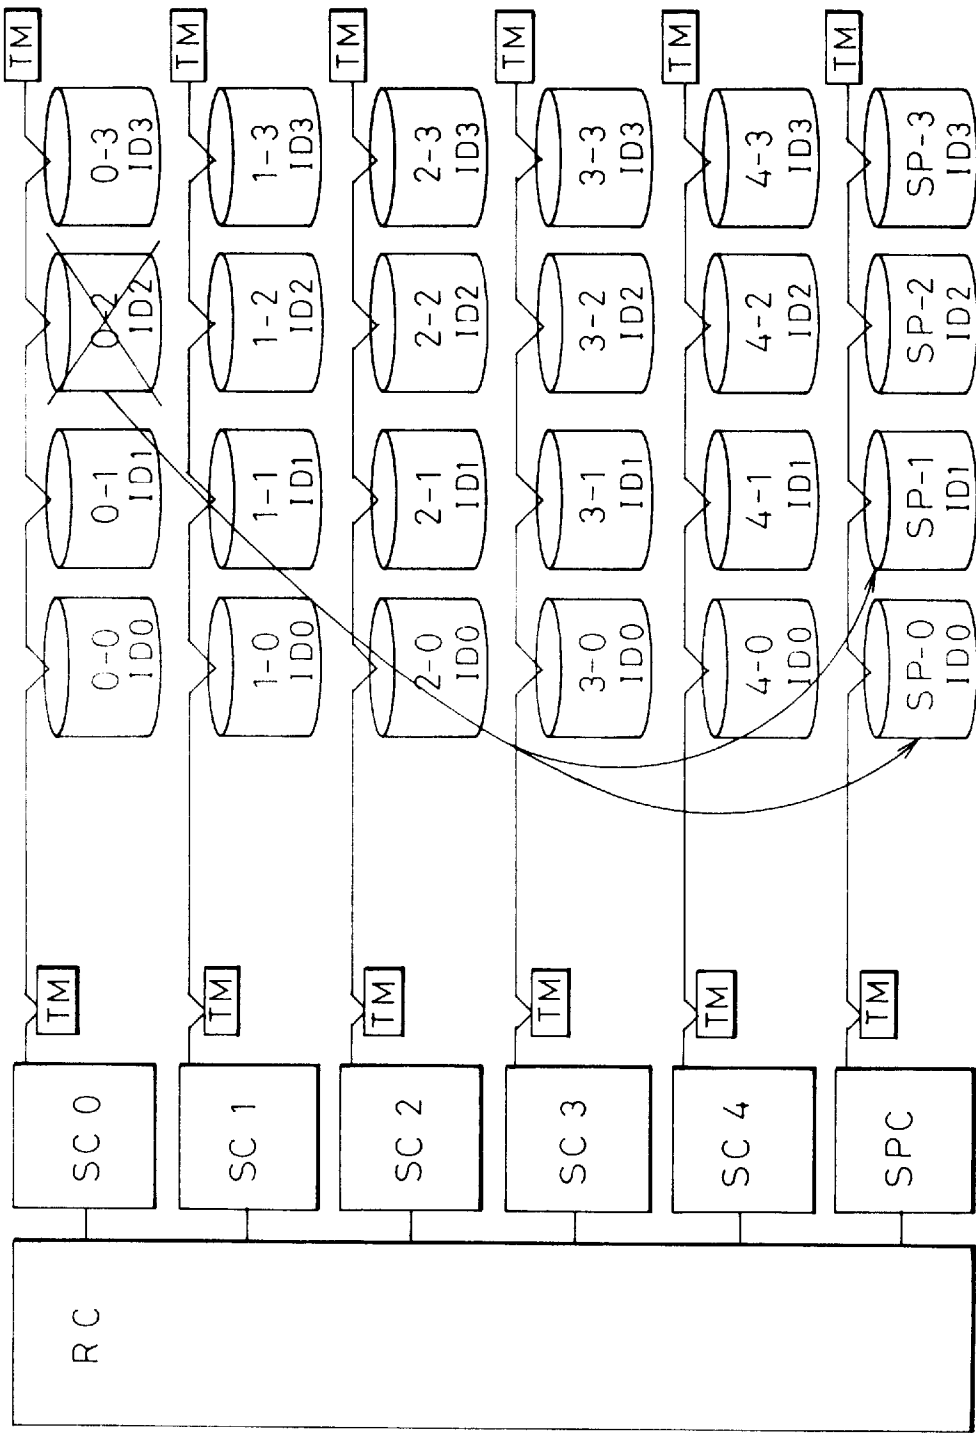 RC
SC 0
TM
0-0
ID0
0-1
ID1
0-2
ID2
0-3
ID3
TM
SC 1
TM
1-0
ID0
1-1
ID1
1-2
ID2
1-3
ID3
TM
SC 2
TM
2-0
ID0
2-1
ID1
2-2
ID2
2-3
ID3
TM
SC 3
TM
3-0
ID0
3-1
ID1
3-2
ID2
3-3
ID3
TM
SC 4
TM
4-0
ID0
4-1
ID1
4-2
ID2
4-3
ID3
TM
SPC
TM
SP-0
ID0
SP-1
ID1
SP-2
ID2
SP-3
ID3
TM